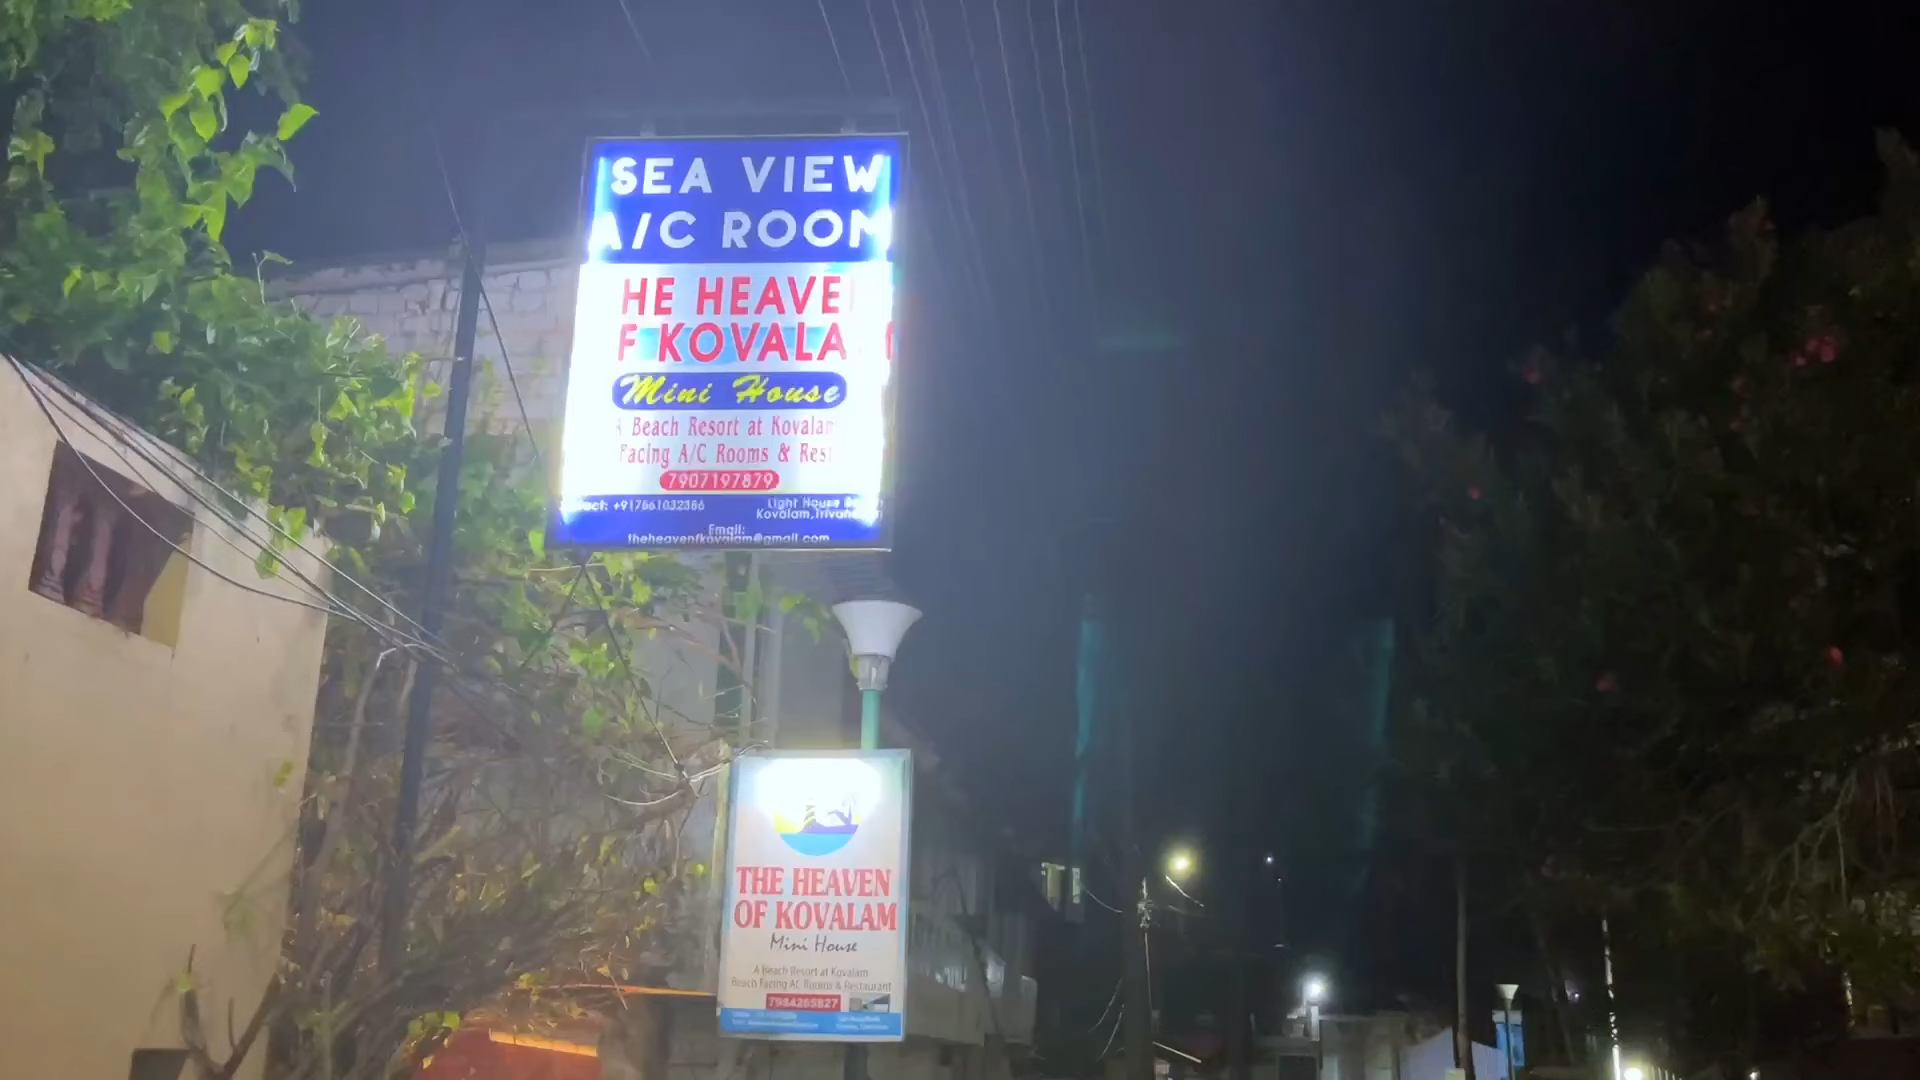 SEA VIEW
A/C ROOM
HE HEAVE
F KOVALA
Mini House
A Beach Resort at Kovalam
Facing A/C Rooms & Rest
7907197879
Light House
Kovalam,
Email:
theheavenfkovalam@gmail.com
THE HEAVEN
OF KOVALAM
Mini House
A Beach Resort at Kovalam
Beach Facing AC Rooms & Restaurant
7984265827